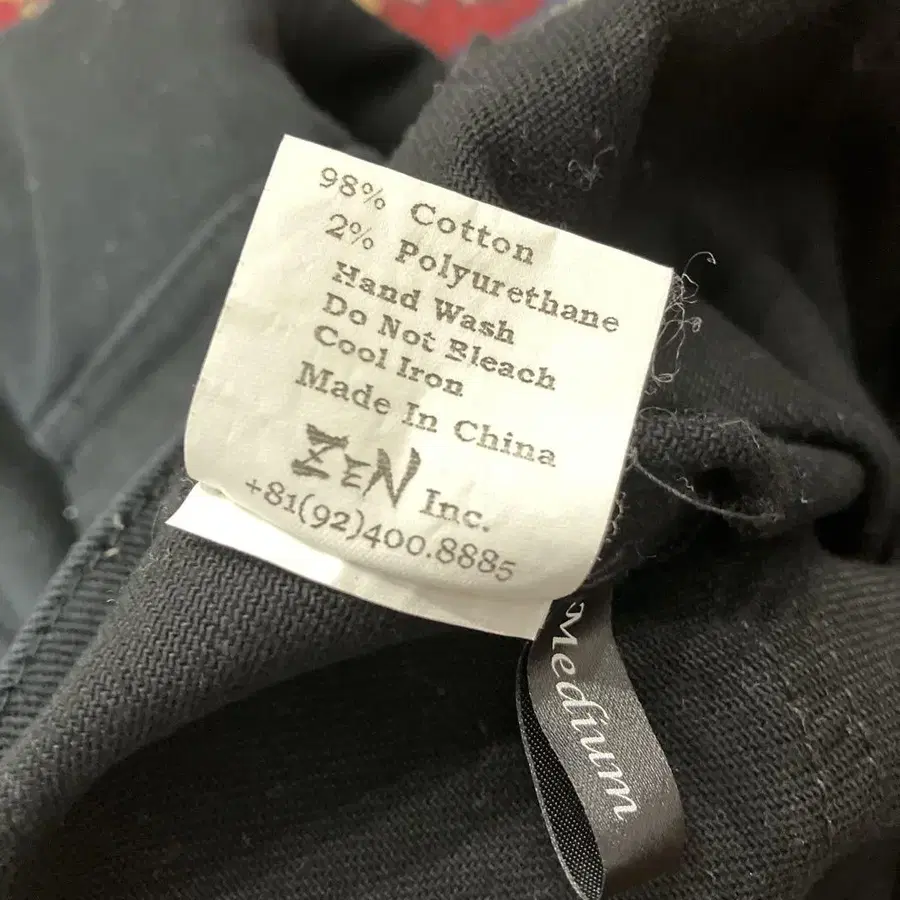 98% Cotton
2% Polyurethane
Hand Wash
Do Not Bleach
Cool Iron
Made In China
ZEN Inc.
+81(92)400.8885
Medium